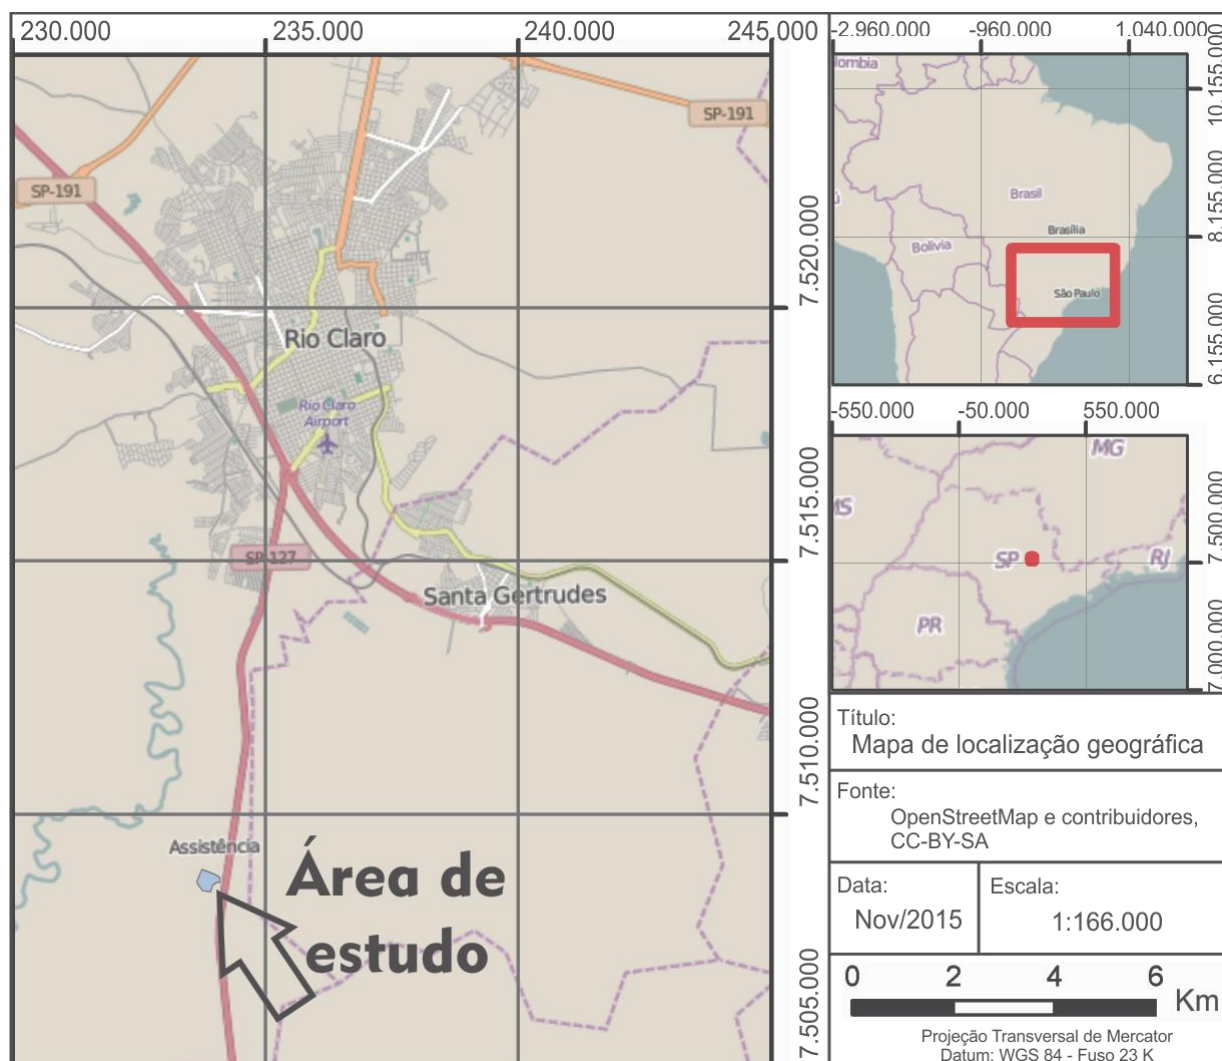 230.000
235.000
240.000
245.000
SP-191
SP-191
Rio Claro
Rio Claro
Airport
SP-127
Santa Gertrudes
Assistência
Área de
estudo
7.520.000
7.515.000
7.510.000
7.505.000
-2.960.000
-960.000
1.040.000
lombia
Brasil
Brasília
Bolivia
São Paulo
10.155.000
8.155.000
6.155.000
-550.000
-50.000
550.000
MG
MS
SP
RJ
PR
7.500.000
7.000.000
Título:
Mapa de localização geográfica
Fonte:
OpenStreetMap e contribuidores,
CC-BY-SA
Data:
Nov/2015
Escala:
1:166.000
0 2 4 6
Km
Projeção Transversal de Mercator
Datum: WGS 84 - Fuso 23 K